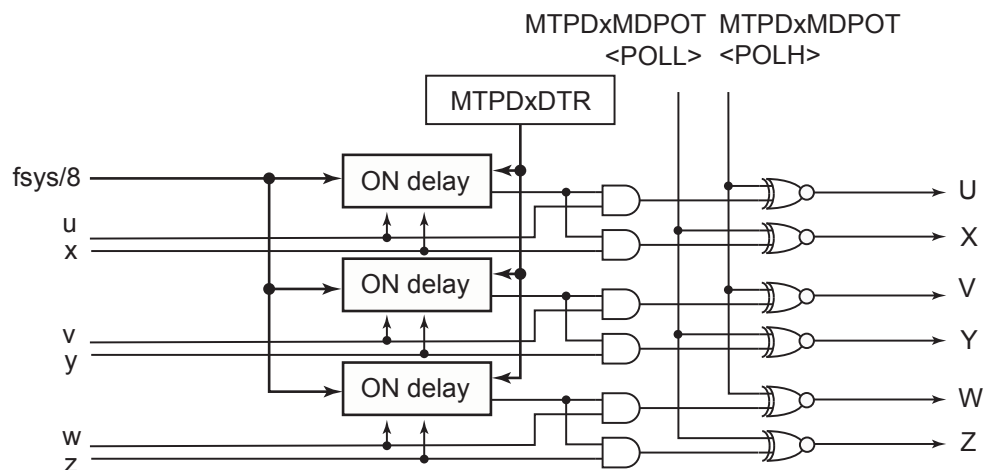 MTPDxMDPOT MTPDxMDPOT
<POLL> <POLH>
MTPDxDTR
fsys/8
ON delay
U
u
x
X
ON delay
V
v
y
Y
ON delay
W
w
z
Z